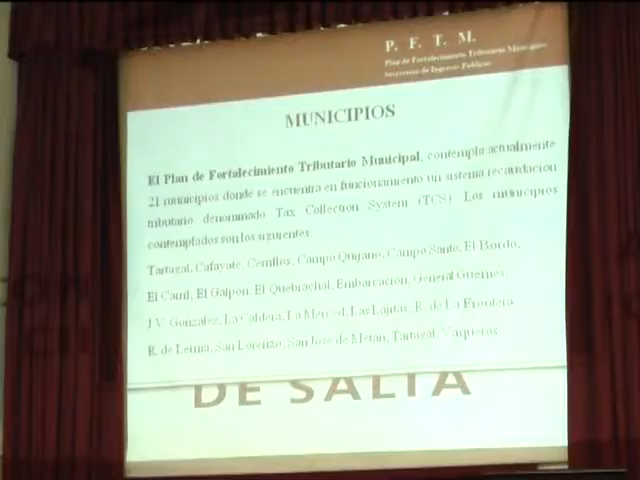 P. F. T. M.
Plan de Fortalecimiento Tributario Municipal
Secretaria de Ingresos Publicos
MUNICIPIOS
El Plan de Fortalecimiento Tributario Municipal, contempla actualmente
21 municipios donde se encuentra en funcionamiento un sistema recaudacion
tributario denominado Tax Collection System (TCS). Los municipios
contemplados son los siguientes
Tartagal, Cafayate, Cerrillos, Campo Quijano, Campo Santo, El Bordo,
El Carril, El Galpon, El Quebrachal, Embarcación, General Guemes,
J.V. Gonzalez, La Caldera, La Merced, Las Lajitas, R. de La Frontera
R. de Lerma, San Lorenzo, San Jose de Metan, Tartagal, Vaqueros
DE SALTA